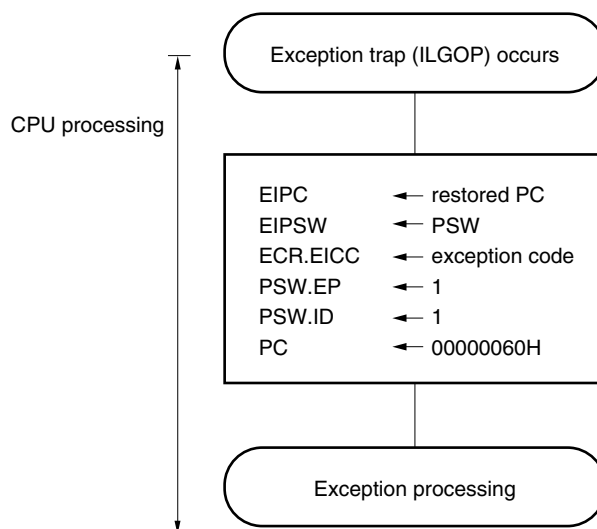 Exception trap (ILGOP) occurs
CPU processing
EIPC ← restored PC
EIPSW ← PSW
ECR.EICC ← exception code
PSW.EP ← 1
PSW.ID ← 1
PC ← 00000060H
Exception processing